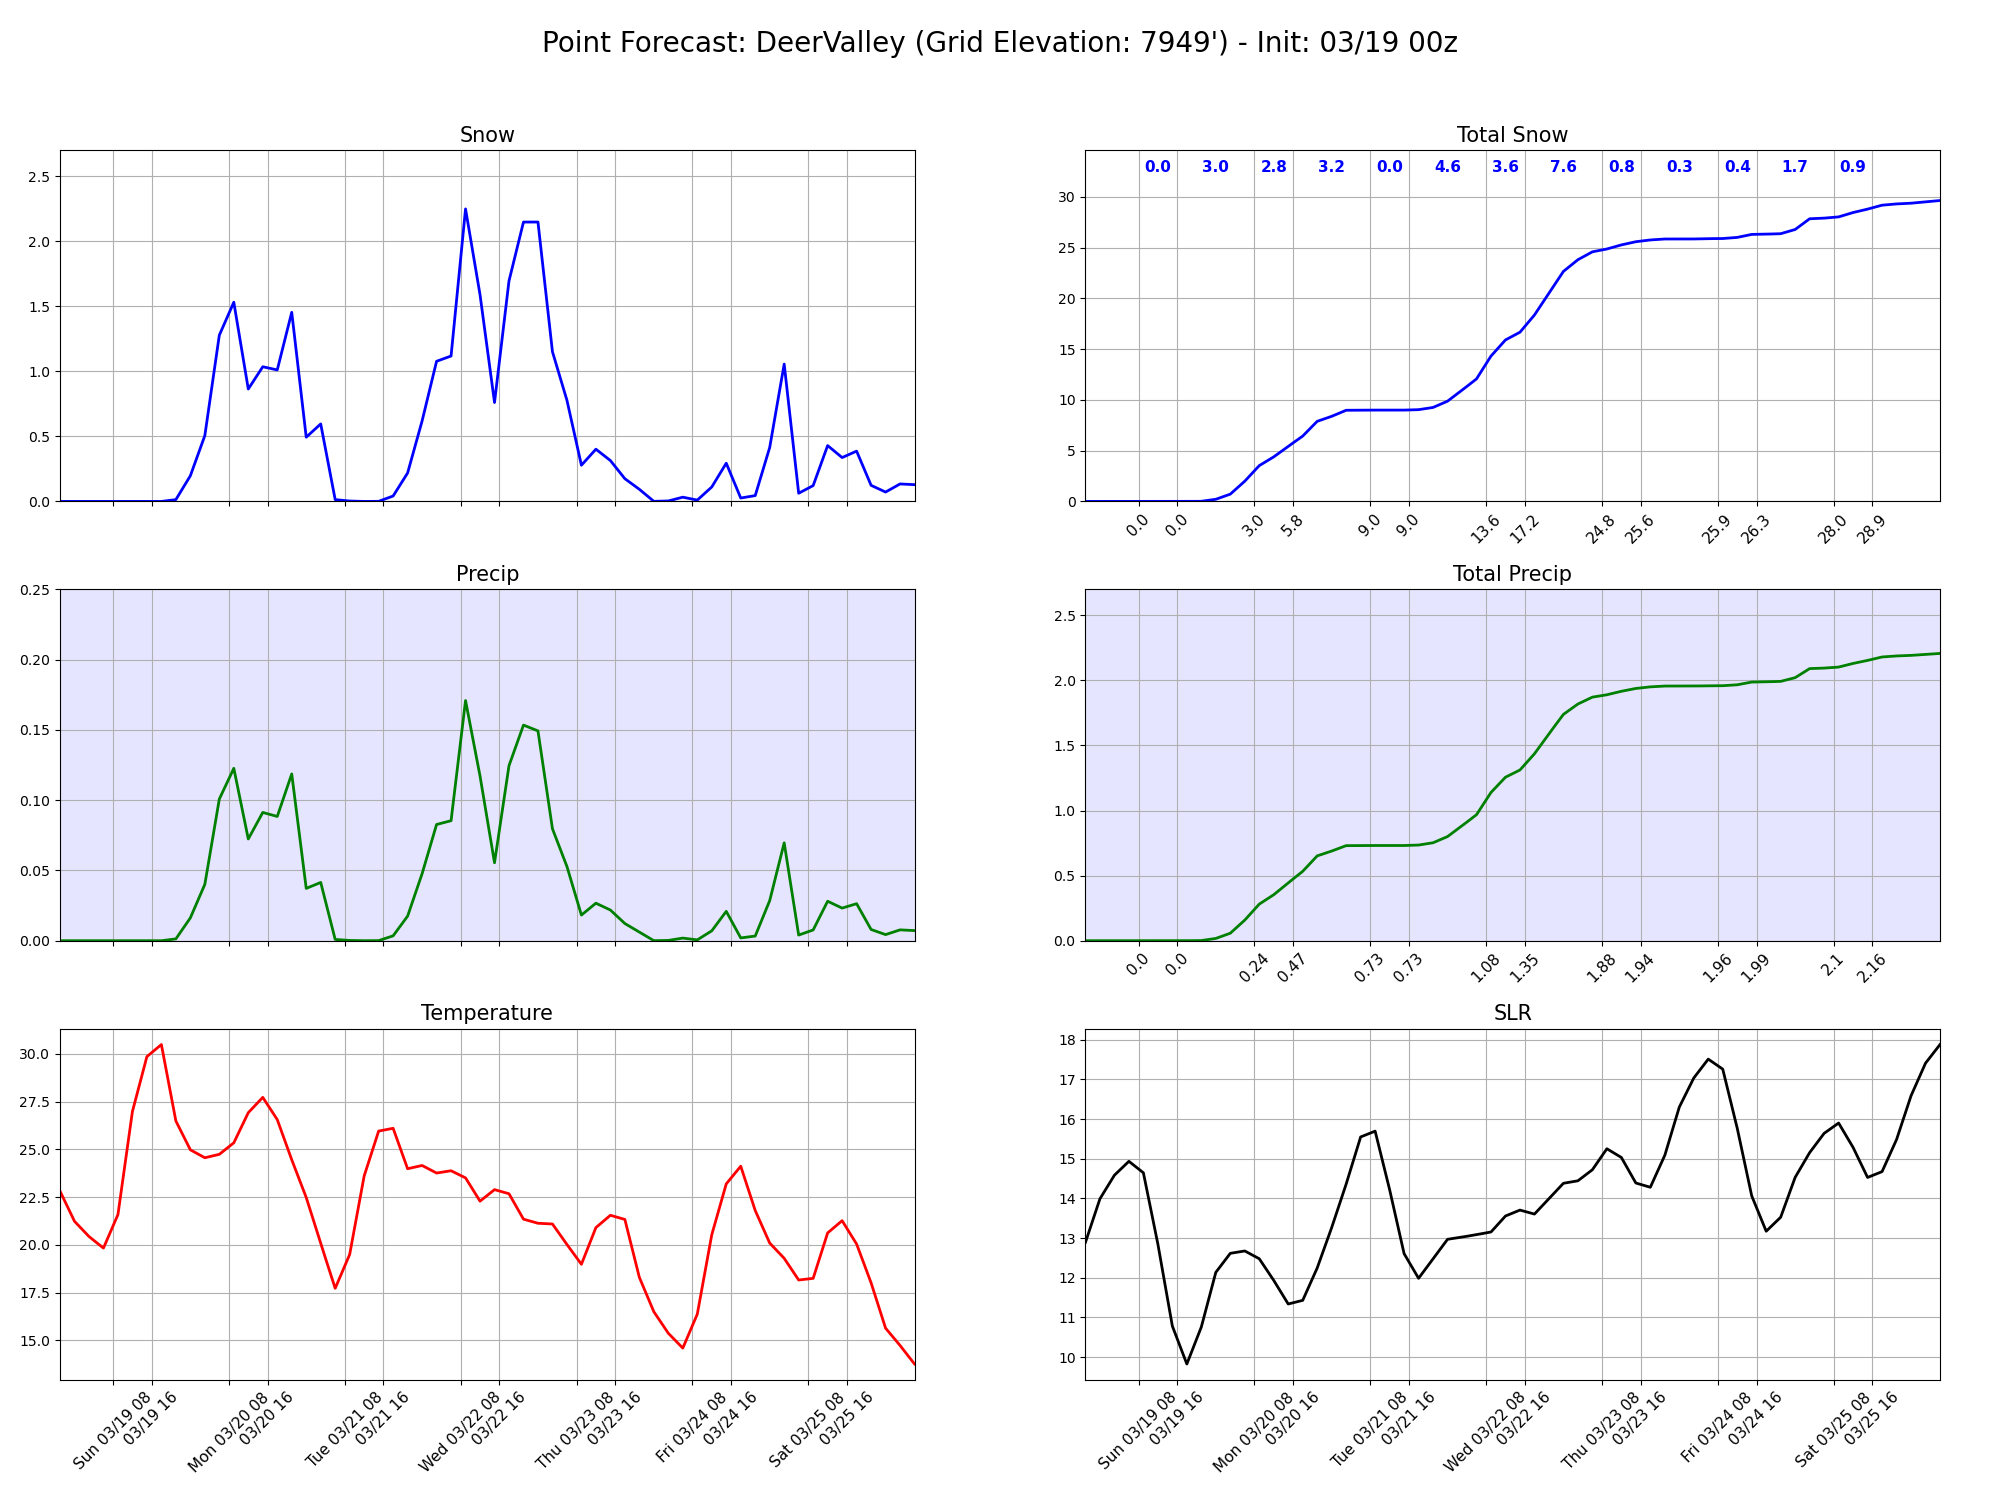 Point Forecast: DeerValley (Grid Elevation: 7949') - Init: 03/19 00z
Snow
2.5
2.0
1.5
1.0
0.5
0.0
Total Snow
0.0 3.0 2.8 3.2 0.0 4.6 3.6 7.6 0.8 0.3 0.4 1.7 0.9
30
25
20
15
10
5
0
0.0 0.0 3.0 5.8 9.0 9.0 13.6 17.2 24.8 25.6 25.9 26.3 28.0 28.9
Precip
0.25
0.20
0.15
0.10
0.05
0.00
Total Precip
2.5
2.0
1.5
1.0
0.5
0.0
0.0 0.0 0.24 0.47 0.73 0.73 1.08 1.35 1.88 1.94 1.96 1.99 2.1 2.16
Temperature
30.0
27.5
25.0
22.5
20.0
17.5
15.0
Sun 03/19 08
03/19 16
Mon 03/20 08
03/20 16
Tue 03/21 08
03/21 16
Wed 03/22 08
03/22 16
Thu 03/23 08
03/23 16
Fri 03/24 08
03/24 16
Sat 03/25 08
03/25 16
SLR
18
17
16
15
14
13
12
11
10
Sun 03/19 08
03/19 16
Mon 03/20 08
03/20 16
Tue 03/21 08
03/21 16
Wed 03/22 08
03/22 16
Thu 03/23 08
03/23 16
Fri 03/24 08
03/24 16
Sat 03/25 08
03/25 16